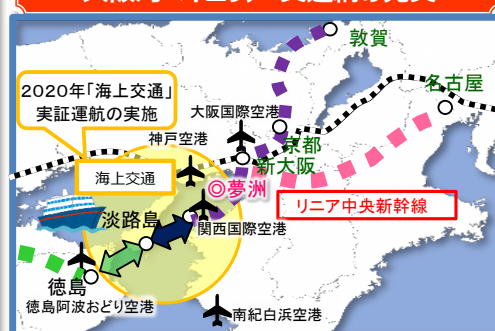 敦賀
2020年「海上交通」
実証運航の実施
名古屋
大阪国際空港
神戸空港
京都
新大阪
海上交通
◎夢洲
リニア中央新幹線
淡路島
関西国際空港
徳島
徳島阿波おどり空港
南紀白浜空港